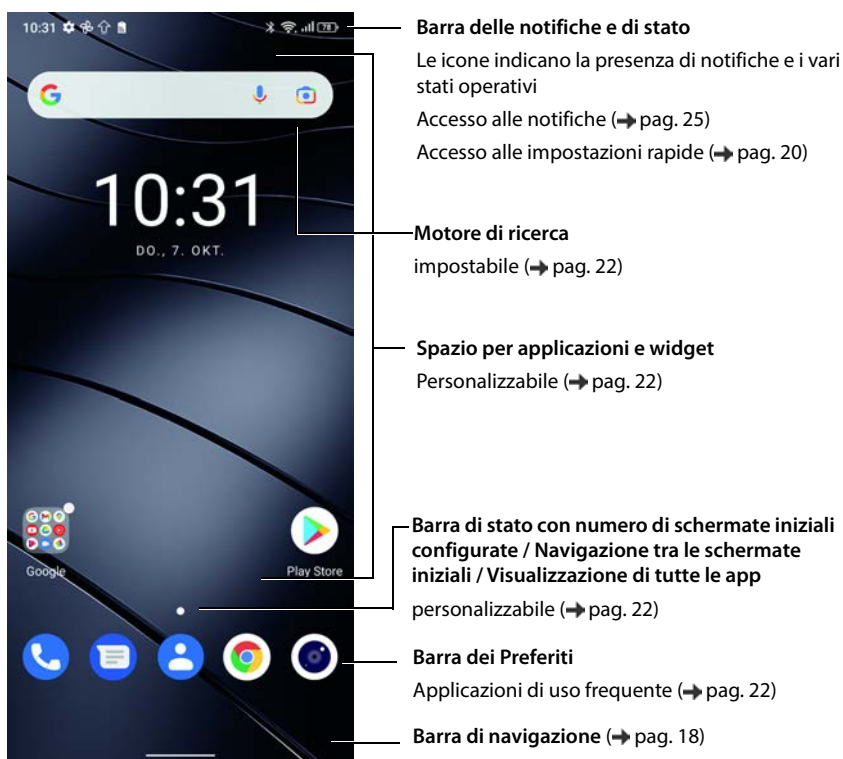 10:31
78
10:31
DO., 7. OKT.
Google
Play Store
Barra delle notifiche e di stato
Le icone indicano la presenza di notifiche e i vari
stati operativi
Accesso alle notifiche (➔ pag. 25)
Accesso alle impostazioni rapide (➔ pag. 20)
Motore di ricerca
impostabile (➔ pag. 22)
Spazio per applicazioni e widget
Personalizzabile (➔ pag. 22)
Barra di stato con numero di schermate iniziali
configurate / Navigazione tra le schermate
iniziali / Visualizzazione di tutte le app
personalizzabile (➔ pag. 22)
Barra dei Preferiti
Applicazioni di uso frequente (➔ pag. 22)
Barra di navigazione (➔ pag. 18)